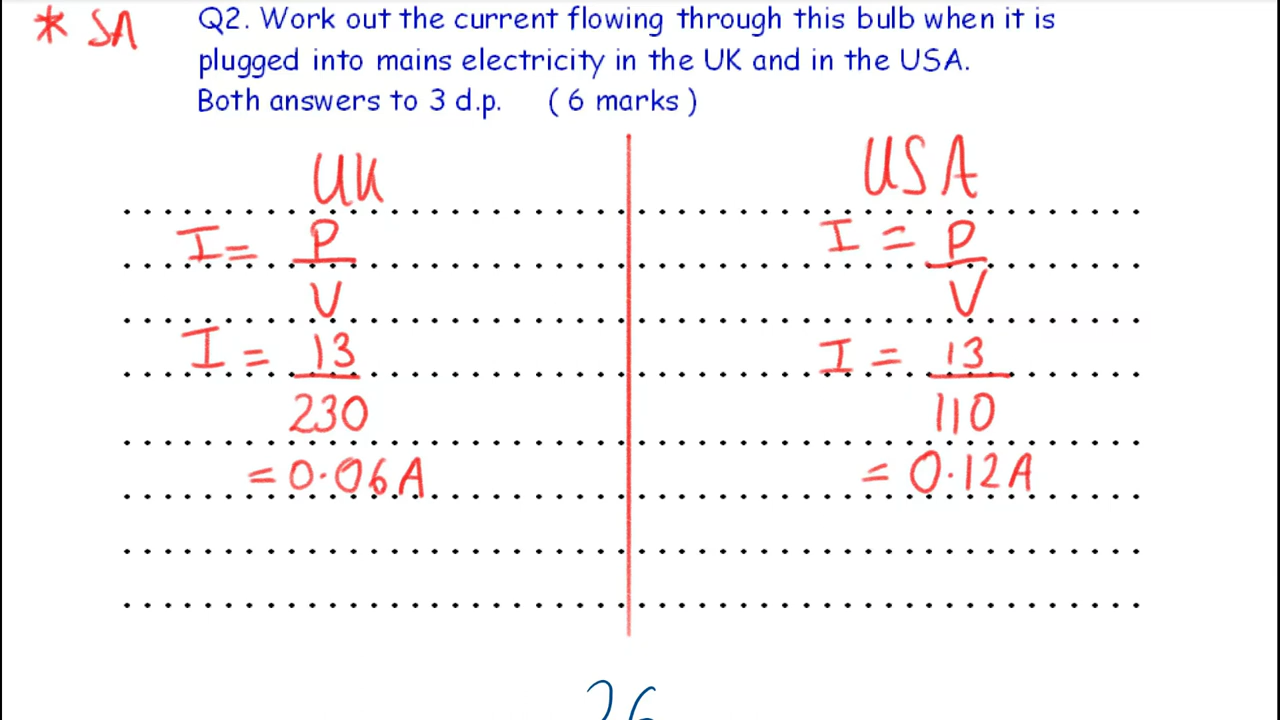 * SA
Q2. Work out the current flowing through this bulb when it is
plugged into mains electricity in the UK and in the USA.
Both answers to 3 d.p. ( 6 marks )
UK
I = P
V
I = 13
230
= 0.06A
USA
I = P
V
I = 13
110
= 0.12A